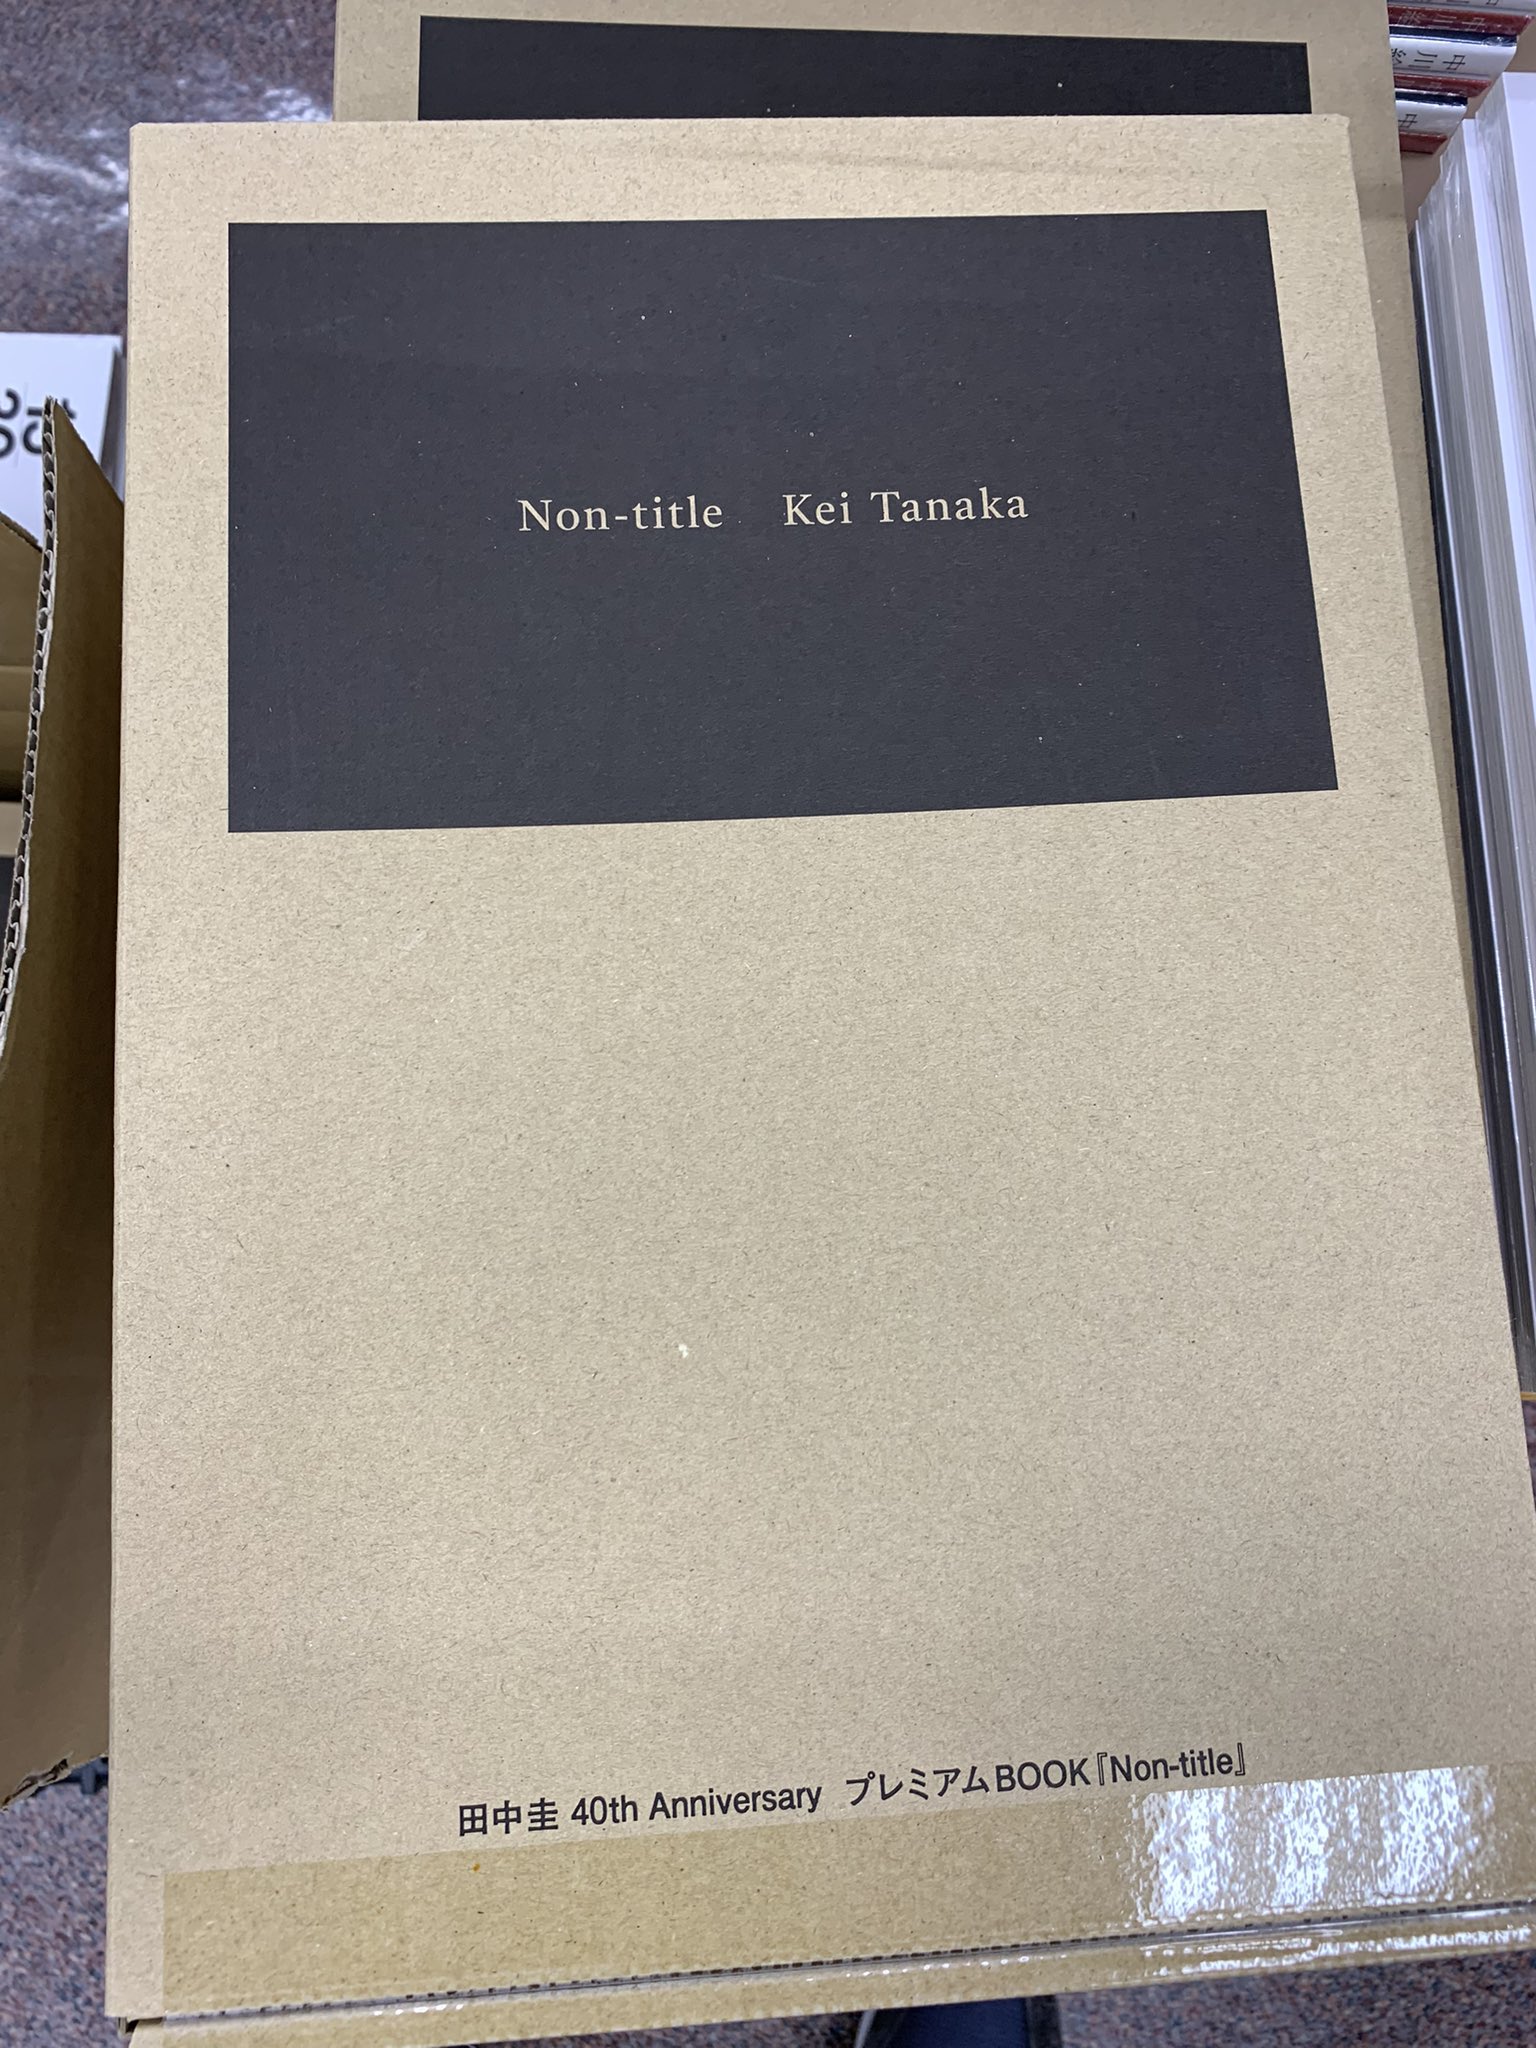 Non-title Kei Tanaka
田中圭 40th Anniversary プレミアムBOOK『Non-title』